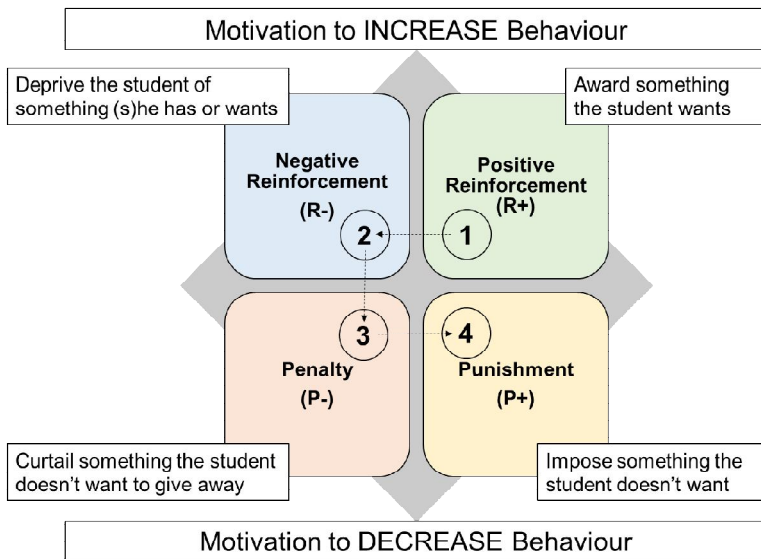 Motivation to INCREASE Behaviour
Deprive the student of
something (s)he has or wants
Award something
the student wants
Negative
Reinforcement
(R-)
2
Positive
Reinforcement
(R+)
1
3
Penalty
(P-)
4
Punishment
(P+)
Curtail something the student
doesn't want to give away
Impose something the
student doesn't want
Motivation to DECREASE Behaviour